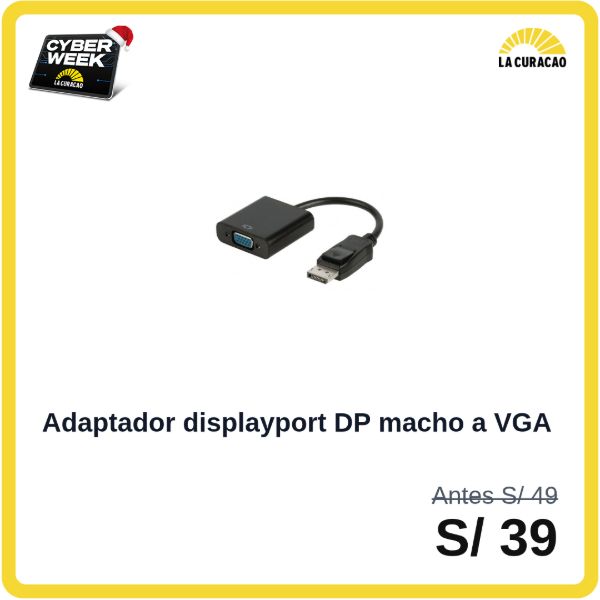 CYBER
WEEK
LA CURACAO
LA CURACAO
Adaptador displayport DP macho a VGA
Antes S/ 49
S/ 39